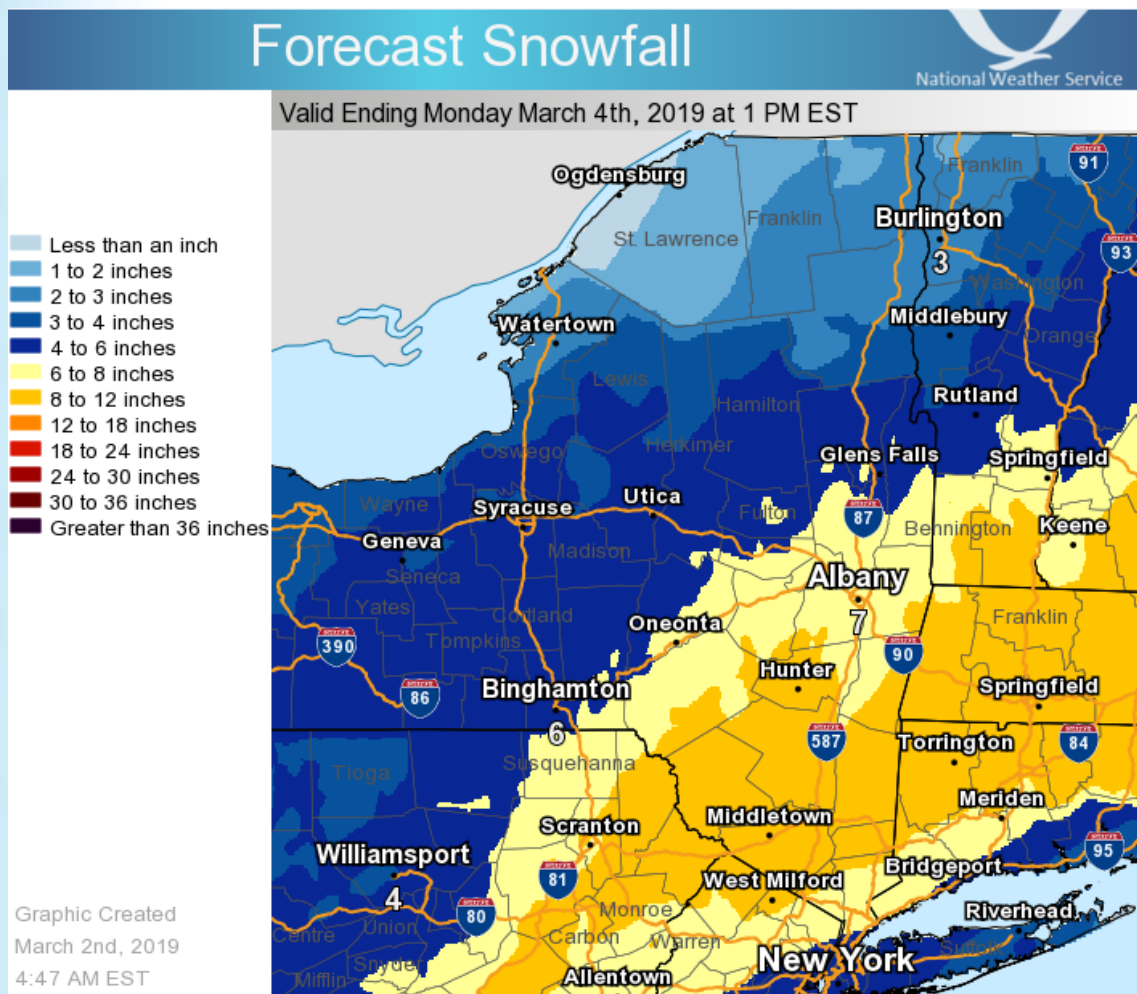 Forecast Snowfall
National Weather Service
Valid Ending Monday March 4th, 2019 at 1 PM EST
Less than an inch
1 to 2 inches
2 to 3 inches
3 to 4 inches
4 to 6 inches
6 to 8 inches
8 to 12 inches
12 to 18 inches
18 to 24 inches
24 to 30 inches
30 to 36 inches
Greater than 36 inches
Graphic Created
March 2nd, 2019
4:47 AM EST
Ogdensburg
Franklin
91
Franklin
Burlington
St. Lawrence
3
93
Washington
Watertown
Middlebury
Orange
Lewis
Hamilton
Rutland
Oswego
Herkimer
Glens Falls
Springfield
Wayne
Syracuse
Utica
Fulton
87
Bennington
Keene
Geneva
Madison
Albany
Seneca
Yates
Cortland
Oneonta
7
Franklin
Tompkins
390
90
Hunter
86
Binghamton
Springfield
6
587
Torrington
84
Susquehanna
Tioga
Meriden
Scranton
Middletown
Williamsport
Bridgeport
95
81
West Milford
4
80
Monroe
Riverhead
Centre
Union
Carbon
Warren
Suffolk
Snyder
New York
Mifflin
Allentown